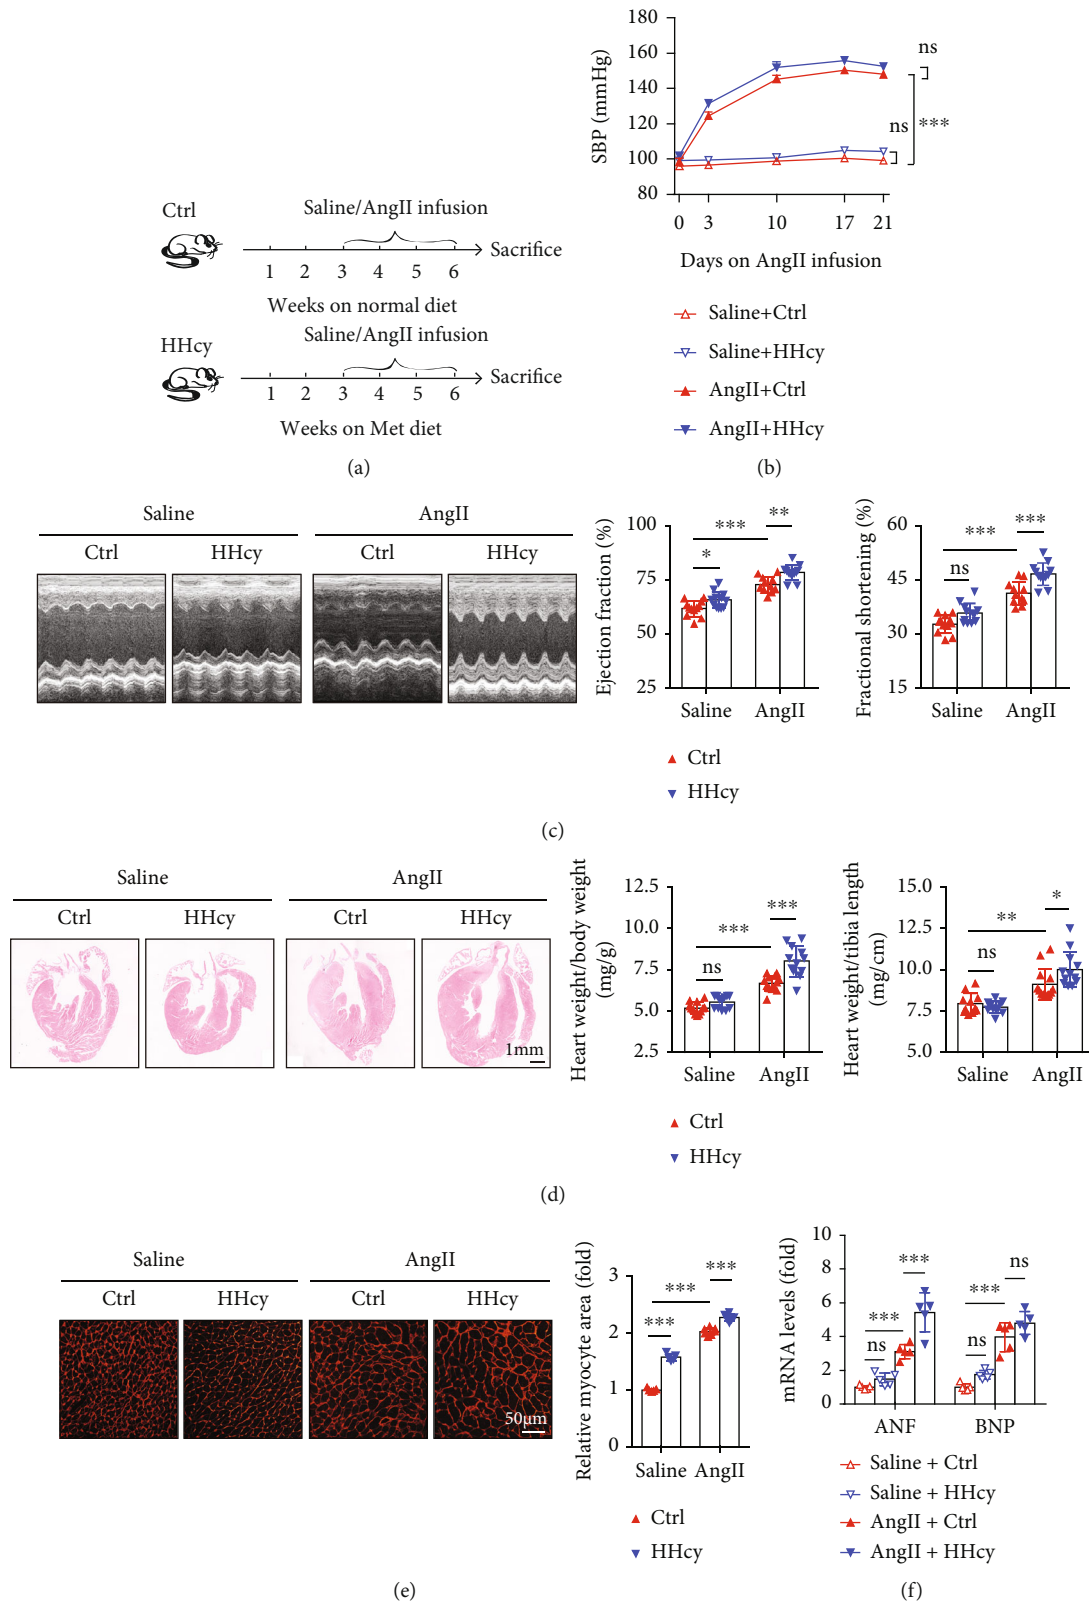 Ctrl
Saline/AngII infusion
Sacrifice
1 2 3 4 5 6
Weeks on normal diet
HHcy
Saline/AngII infusion
Sacrifice
1 2 3 4 5 6
Weeks on Met diet
(a)
SBP (mmHg)
180
160
140
120
100
80
ns
ns
***
0 3 10 17 21
Days on AngII infusion
Saline+Ctrl
Saline+HHcy
AngII+Ctrl
AngII+HHcy
(b)
Saline AngII
Ctrl HHcy Ctrl HHcy
Ejection fraction (%)
100
75
50
25
*
***
**
Saline AngII
Ctrl
HHcy
Fractional shortening (%)
60
45
30
15
ns
***
***
Saline AngII
(c)
Saline AngII
Ctrl HHcy Ctrl HHcy
1mm
Heart weight/body weight
(mg/g)
12.5
10.0
7.5
5.0
2.5
ns
***
***
Saline AngII
Ctrl
HHcy
Heart weight/tibia length
(mg/cm)
15.0
12.5
10.0
7.5
5.0
ns
**
*
Saline AngII
(d)
Saline AngII
Ctrl HHcy Ctrl HHcy
50μm
Relative myocyte area (fold)
3
2
1
0
***
***
***
Saline AngII
Ctrl
HHcy
(e)
mRNA levels (fold)
10
8
6
4
2
0
ns
***
***
ns
***
ns
ANF BNP
Saline + Ctrl
Saline + HHcy
AngII + Ctrl
AngII + HHcy
(f)